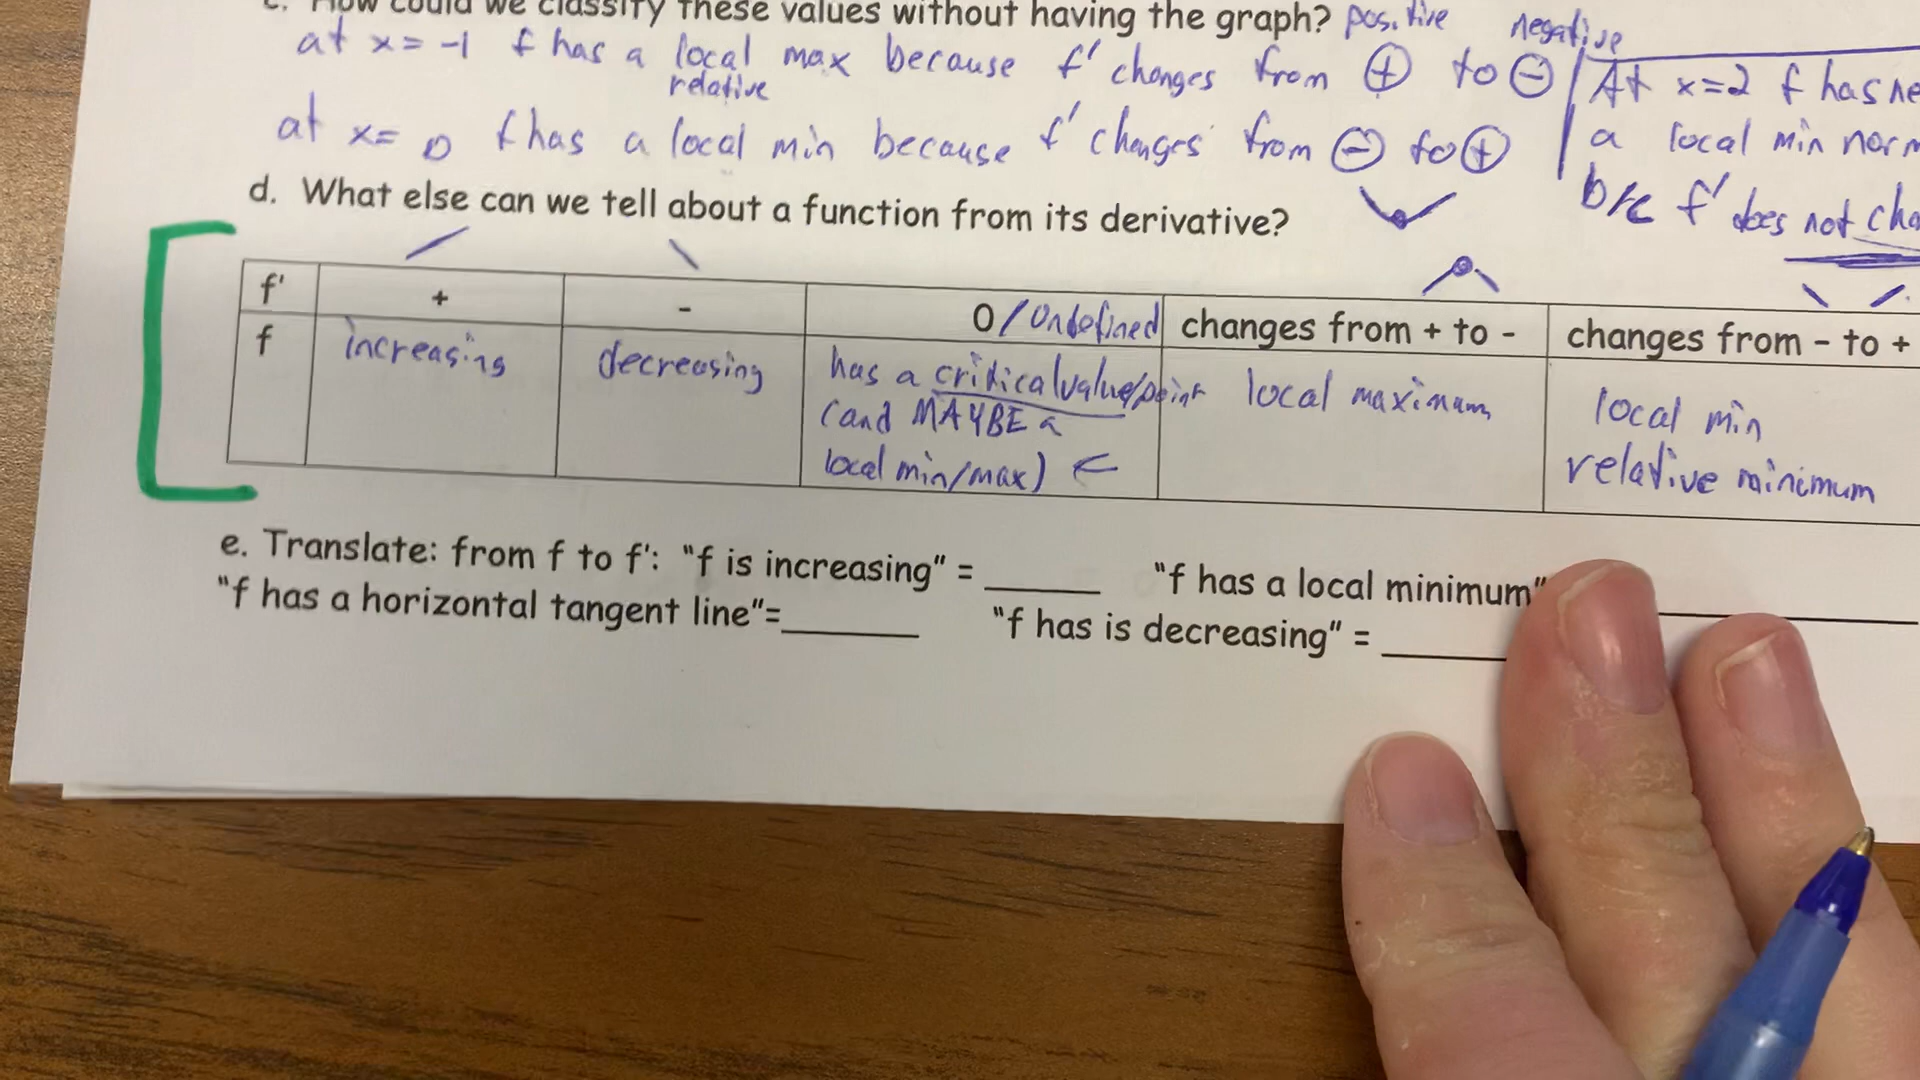 c. How could we classify these values without having the graph? positive negative
at x = -1 f has a local max because f' changes from + to -
relative
at x= 0 f has a local min because f' changes from - to +
At x=2 f has
a local min nor
b/c f' does not
d. What else can we tell about a function from its derivative?
f' + - 0/undefined changes from + to - changes from - to +
f increasing decreasing has a critical value/point local maximum local min
(and MAYBE a
local min/max) ← relative minimum
e. Translate: from f to f': "f is increasing" = ______ "f has a local minimum" ______
"f has a horizontal tangent line"=______ "f has is decreasing" = ______